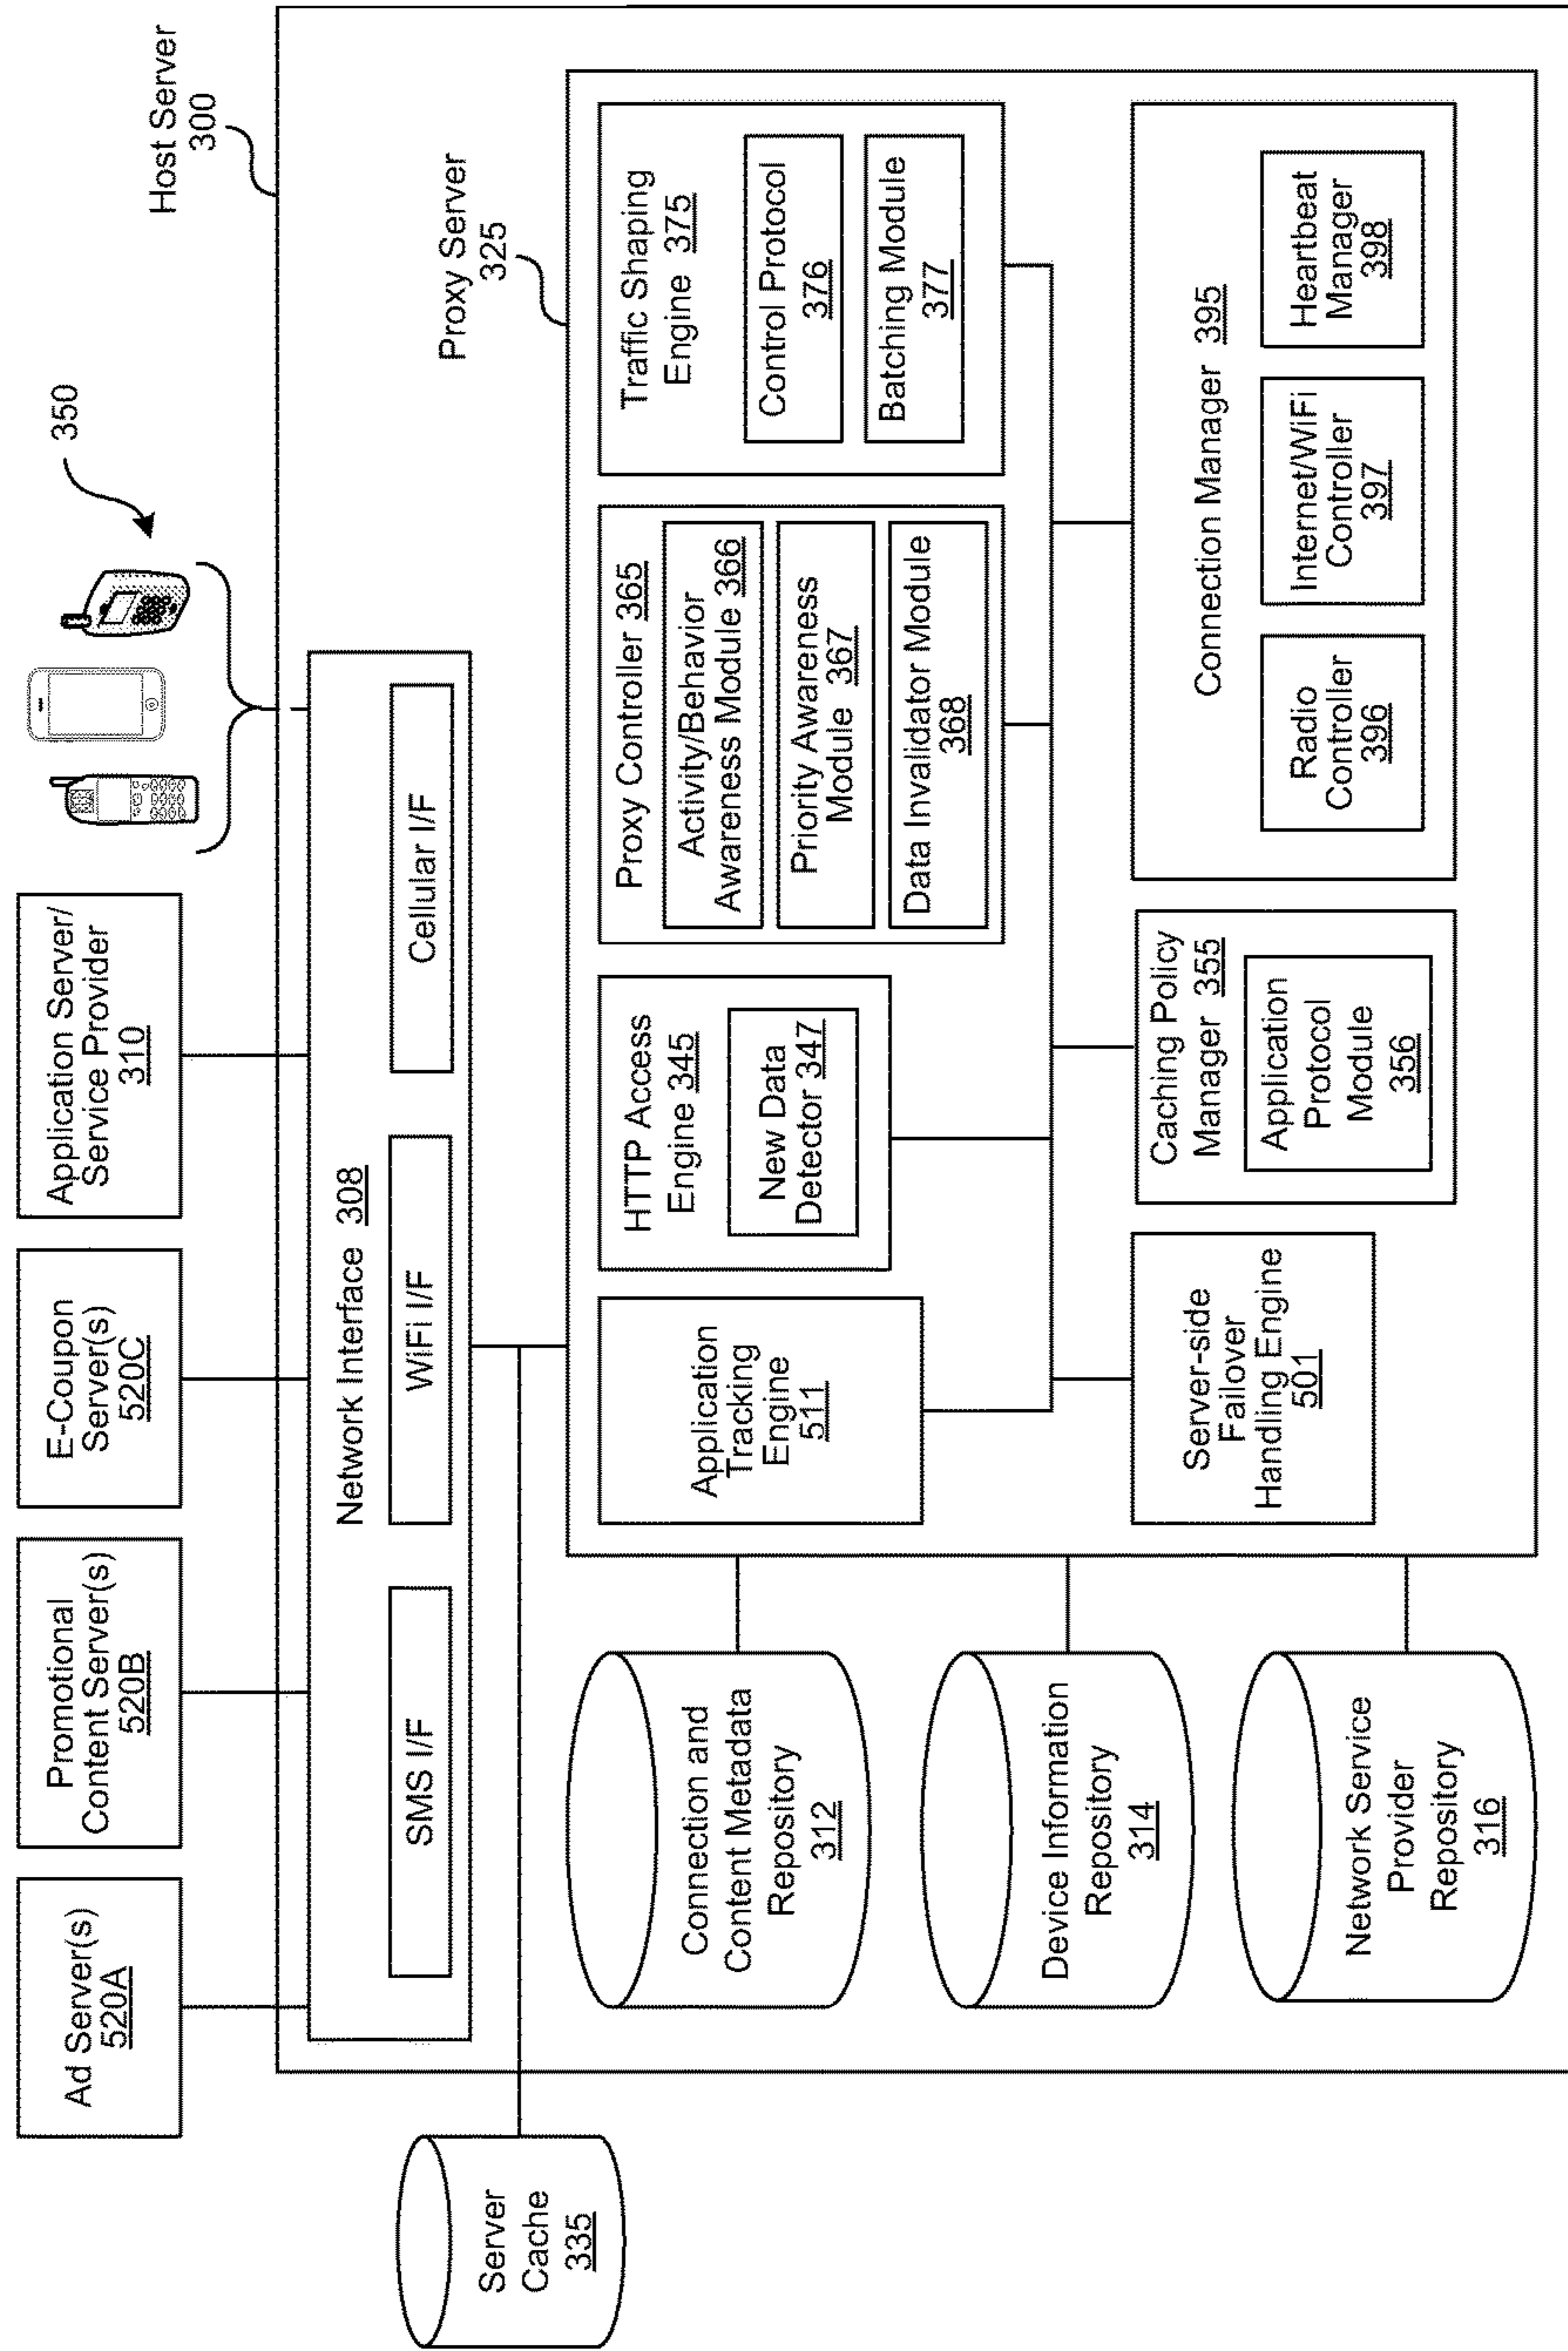 Ad Server(s)
520A
Promotional
Content Server(s)
520B
E-Coupon
Server(s)
520C
Application Server/
Service Provider
310
350
Host Server
300
Network Interface 308
SMS I/F
WiFi I/F
Cellular I/F
Server
Cache
335
Proxy Server
325
Connection and
Content Metadata
Repository
312
Device Information
Repository
314
Network Service
Provider
Repository
316
Application
Tracking
Engine
511
HTTP Access
Engine 345
New Data
Detector 347
Proxy Controller 365
Activity/Behavior
Awareness Module 366
Priority Awareness
Module 367
Data Invalidator Module
368
Traffic Shaping
Engine 375
Control Protocol
376
Batching Module
377
Server-side
Failover
Handling Engine
501
Caching Policy
Manager 355
Application
Protocol
Module
356
Connection Manager 395
Radio
Controller
396
Internet/WiFi
Controller
397
Heartbeat
Manager
398